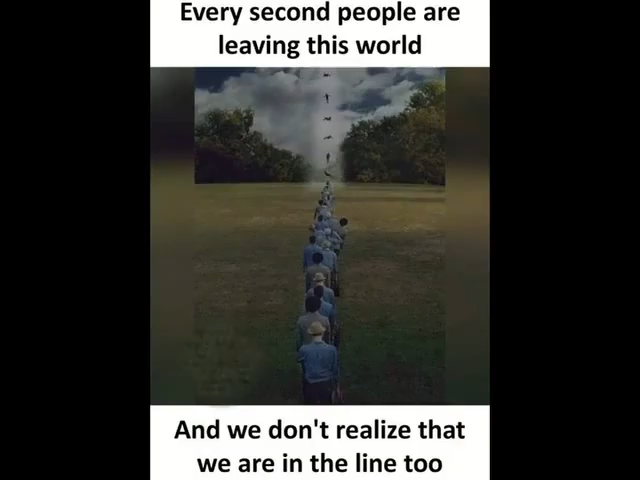 Every second people are
leaving this world
And we don't realize that
we are in the line too